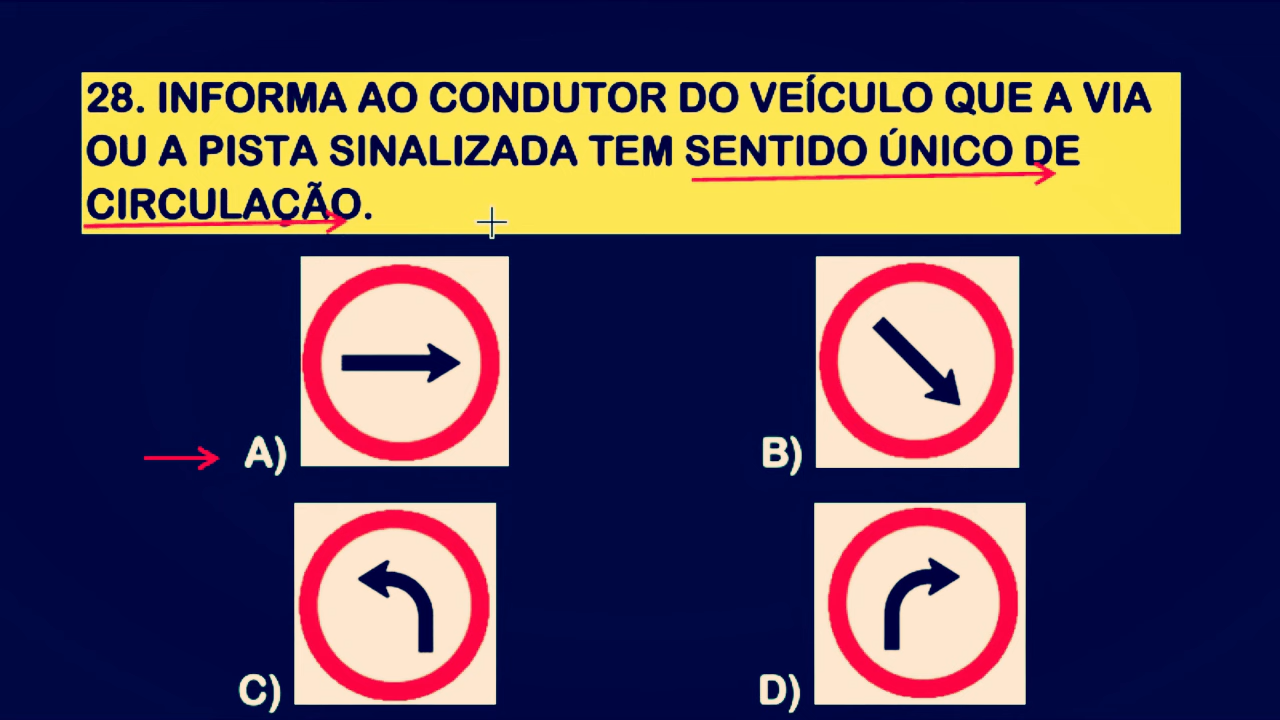 28. INFORMA AO CONDUTOR DO VEÍCULO QUE A VIA
OU A PISTA SINALIZADA TEM SENTIDO ÚNICO DE
CIRCULAÇÃO.
A)
B)
C)
D)